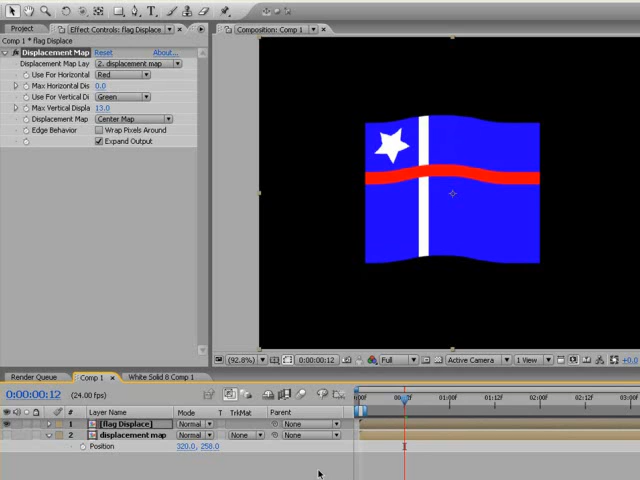 Project
Effect Controls: flag Displace
Composition: Comp 1
Comp 1 * flag Displace
Displacement Map
Reset
About...
Displacement Map Lay
2. displacement map
Use For Horizontal
Red
Max Horizontal Dis
0.0
Use For Vertical Di
Green
Max Vertical Displa
13.0
Displacement Map
Center Map
Edge Behavior
Wrap Pixels Around
Expand Output
(92.8%)
0:00:00:12
Full
Active Camera
1 View
+0.0
Render Queue
Comp 1
White Solid 8 Comp 1
0:00:00:12
(24.00 fps)
01:00f
02:00f
03:00f
#
Layer Name
Mode
T
TrkMat
Parent
1
[flag Displace]
Normal
None
2
displacement map
Normal
None
None
Position
320.0, 258.0